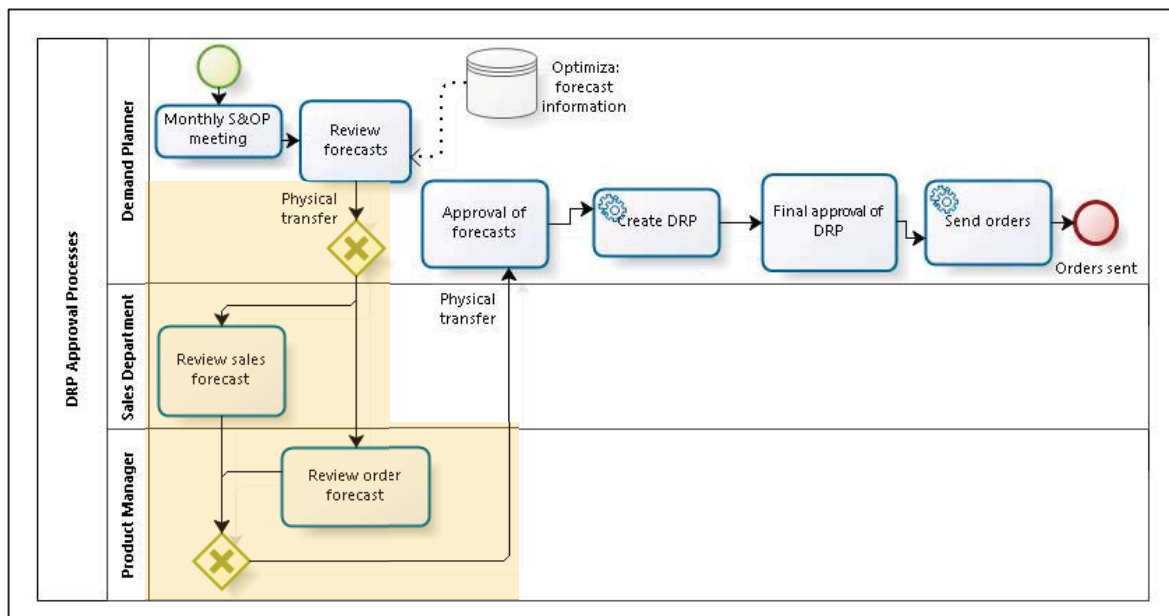 DRP Approval Processes
Demand Planner
Sales Department
Product Manager
Monthly S&OP
meeting
Review
forecasts
Optimiza:
forecast
information
Physical
transfer
Approval of
forecasts
Create DRP
Final approval of
DRP
Send orders
Orders sent
Physical
transfer
Review sales
forecast
Review order
forecast